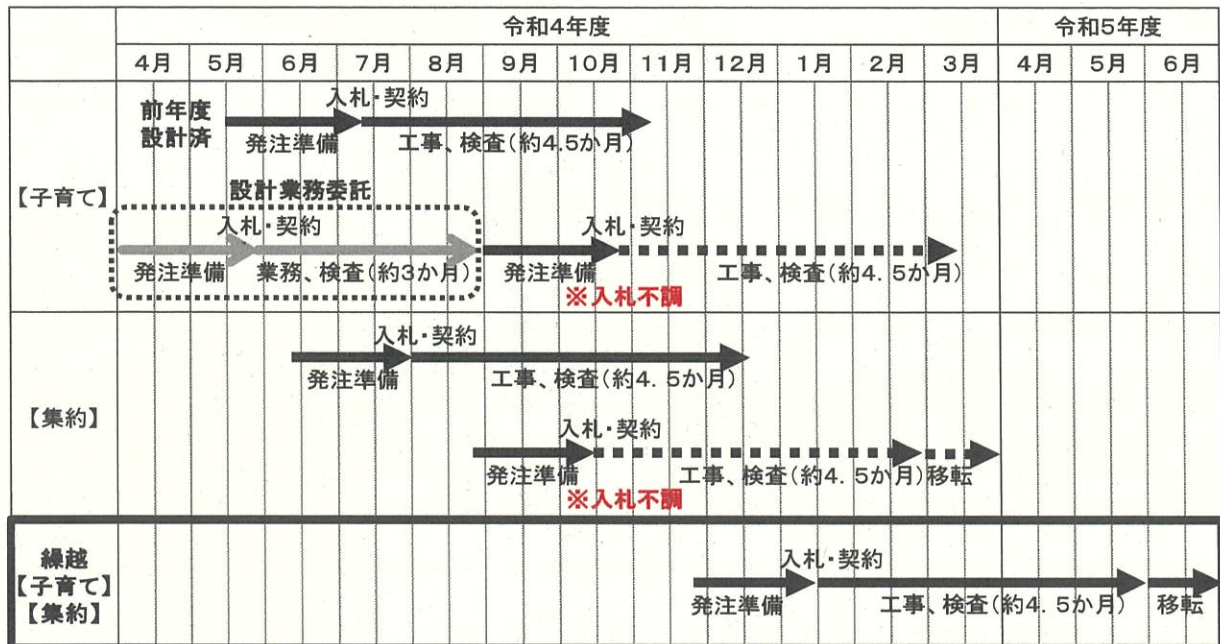 令和4年度 令和5年度
4月 5月 6月 7月 8月 9月 10月 11月 12月 1月 2月 3月 4月 5月 6月
【子育て】
前年度
設計済
入札・契約
発注準備 工事、検査(約4.5か月)
設計業務委託
入札・契約 入札・契約
発注準備 業務、検査(約3か月) 発注準備 工事、検査(約4.5か月)
※入札不調
【集約】
入札・契約
発注準備 工事、検査(約4.5か月)
入札・契約
発注準備 工事、検査(約4.5か月) 移転
※入札不調
繰越
【子育て】
【集約】
入札・契約
発注準備 工事、検査(約4.5か月) 移転